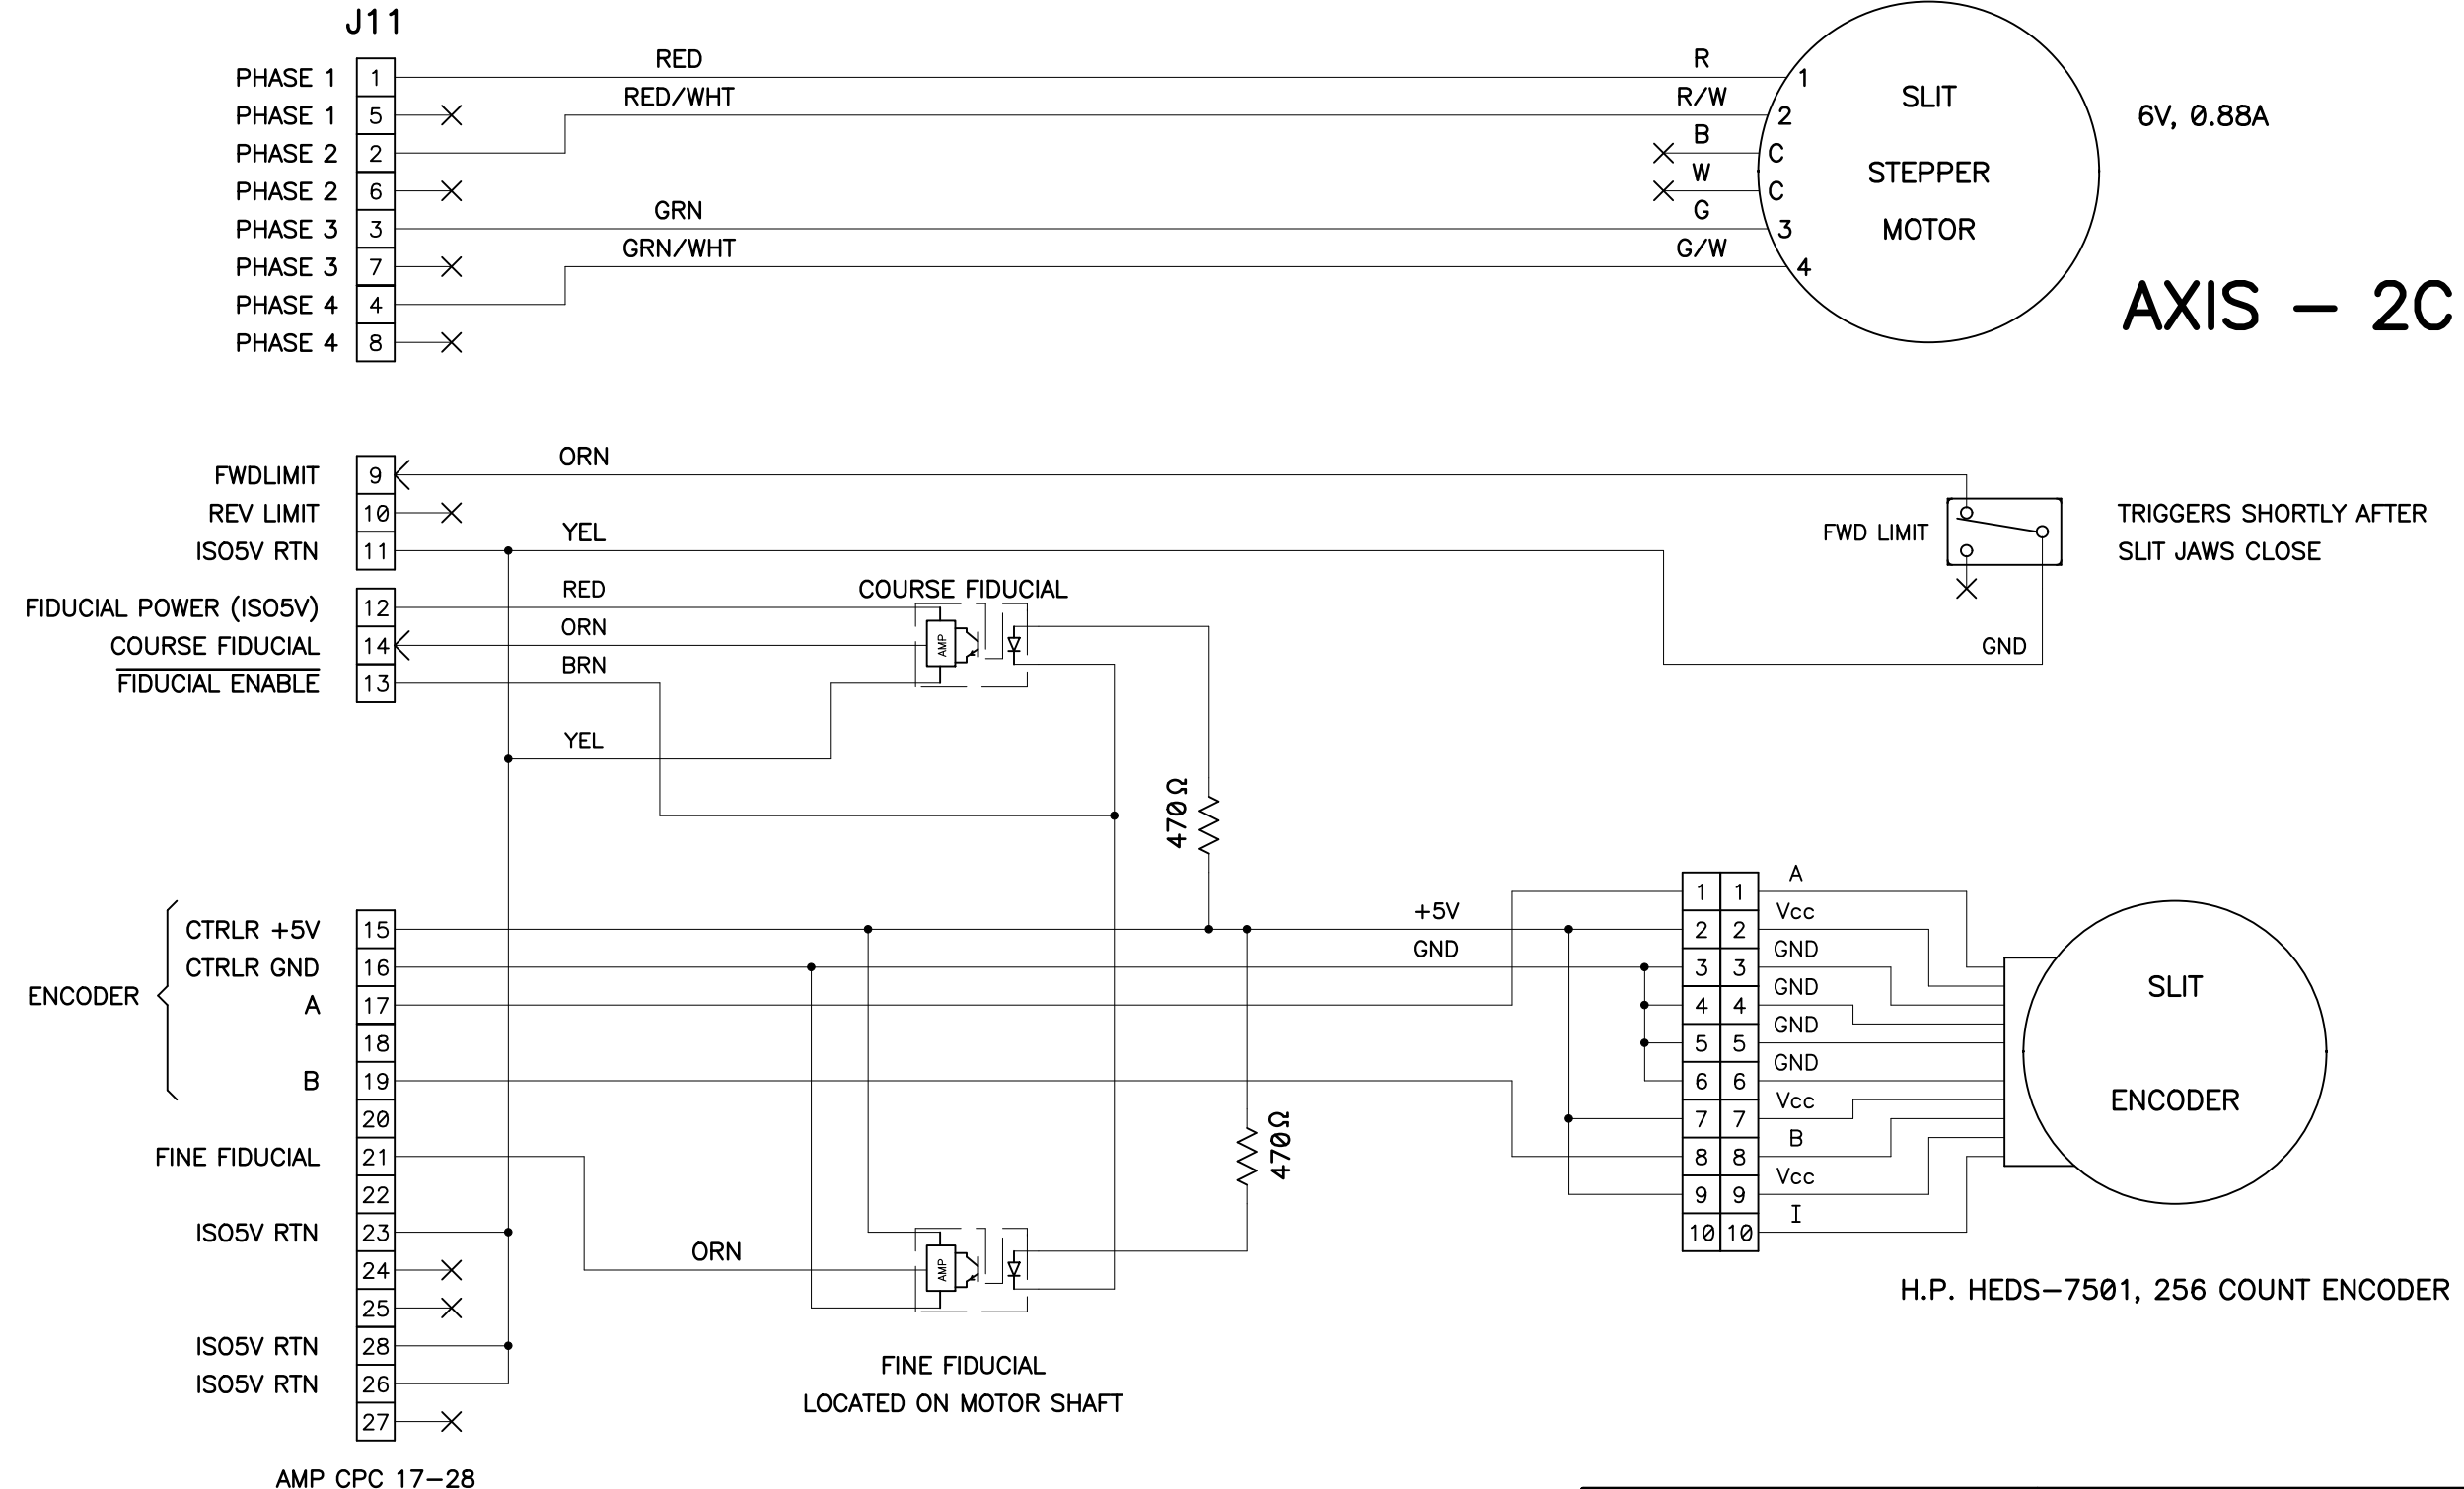 J11
PHASE 1 1 RED R 1
PHASE 1 5 RED/WHT R/W 2
PHASE 2 2 B C
PHASE 2 6 W C
PHASE 3 3 GRN G 3
PHASE 3 7 GRN/WHT G/W 4
PHASE 4 4
PHASE 4 8
SLIT
STEPPER
MOTOR
6V, 0.88A
AXIS – 2C
FWDLIMIT 9 ORN
REV LIMIT 10
ISO5V RTN 11 YEL
FWD LIMIT
TRIGGERS SHORTLY AFTER
SLIT JAWS CLOSE
GND
FIDUCIAL POWER (ISO5V) 12 RED
COURSE FIDUCIAL 14 ORN
FIDUCIAL ENABLE 13 BRN
YEL
COURSE FIDUCIAL
AMP
470Ω
ENCODER
CTRLR +5V 15 +5V
CTRLR GND 16 GND
A 17
18
B 19
20
FINE FIDUCIAL 21
22
ISO5V RTN 23
24
25
ISO5V RTN 28
ISO5V RTN 26
27
AMP CPC 17–28
ORN
AMP
470Ω
FINE FIDUCIAL
LOCATED ON MOTOR SHAFT
1 1 A
2 2 Vcc
3 3 GND
4 4 GND
5 5 GND
6 6 GND
7 7 Vcc
8 8 B
9 9 Vcc
10 10 I
SLIT
ENCODER
H.P. HEDS–7501, 256 COUNT ENCODER